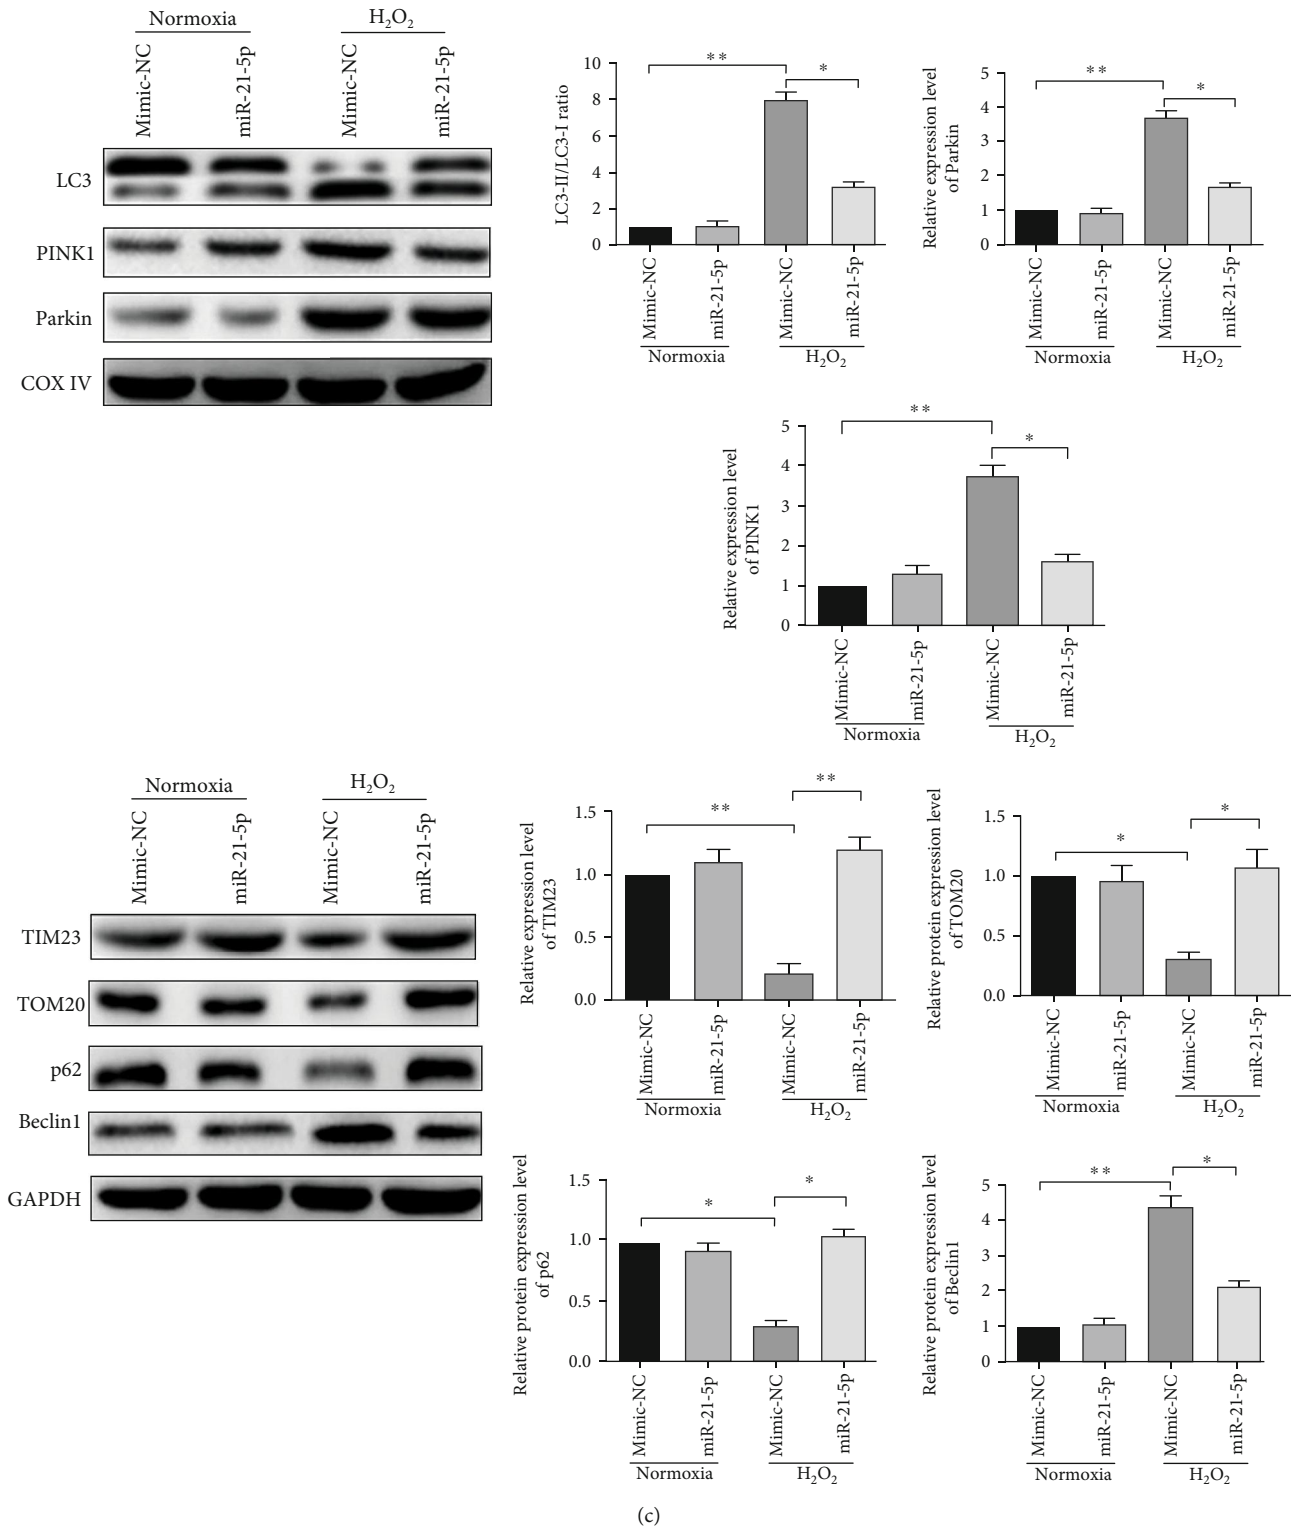 Normoxia
H₂O₂
Mimic-NC
miR-21-5p
Mimic-NC
miR-21-5p
LC3
PINK1
Parkin
COX IV
LC3-II/LC3-I ratio
10
8
6
4
2
0
**
*
Mimic-NC
miR-21-5p
Mimic-NC
miR-21-5p
Normoxia
H₂O₂
Relative expression level
of Parkin
5
4
3
2
1
0
**
*
Mimic-NC
miR-21-5p
Mimic-NC
miR-21-5p
Normoxia
H₂O₂
Relative expression level
of PINK1
5
4
3
2
1
0
**
*
Mimic-NC
miR-21-5p
Mimic-NC
miR-21-5p
Normoxia
H₂O₂
Normoxia
H₂O₂
Mimic-NC
miR-21-5p
Mimic-NC
miR-21-5p
TIM23
TOM20
p62
Beclin1
GAPDH
Relative expression level
of TIM23
1.5
1.0
0.5
0.0
**
**
Mimic-NC
miR-21-5p
Mimic-NC
miR-21-5p
Normoxia
H₂O₂
Relative protein expression level
of TOM20
1.5
1.0
0.5
0.0
*
*
Mimic-NC
miR-21-5p
Mimic-NC
miR-21-5p
Normoxia
H₂O₂
Relative protein expression level
of p62
1.5
1.0
0.5
0.0
*
*
Mimic-NC
miR-21-5p
Mimic-NC
miR-21-5p
Normoxia
H₂O₂
Relative protein expression level
of Beclin1
5
4
3
2
1
0
**
*
Mimic-NC
miR-21-5p
Mimic-NC
miR-21-5p
Normoxia
H₂O₂
(c)